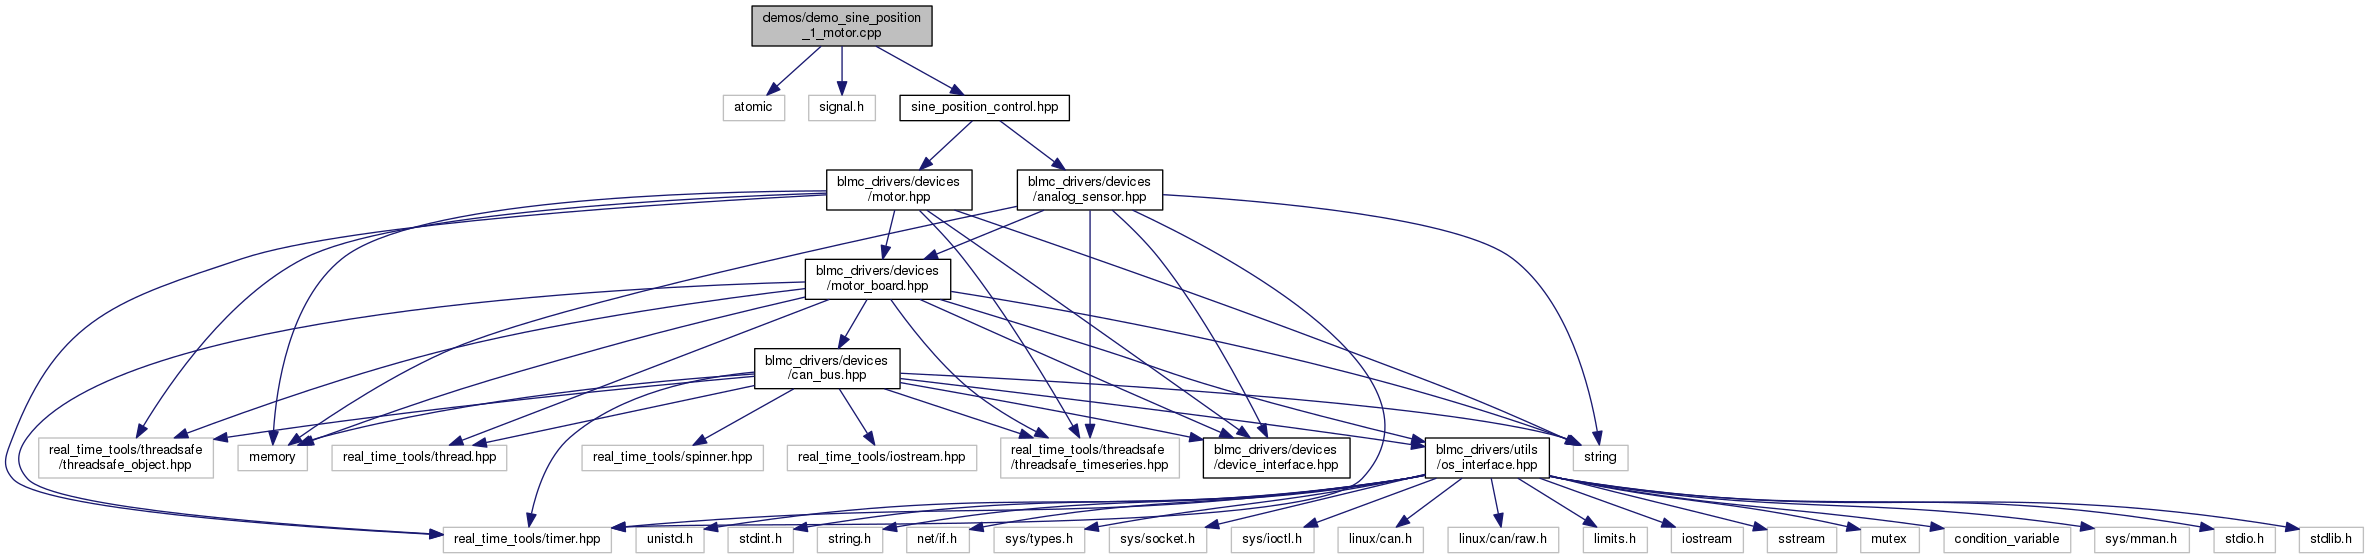 demos/demo_sine_position
_1_motor.cpp
atomic
signal.h
sine_position_control.hpp
blmc_drivers/devices
/motor.hpp
blmc_drivers/devices
/analog_sensor.hpp
blmc_drivers/devices
/motor_board.hpp
blmc_drivers/devices
/can_bus.hpp
real_time_tools/threadsafe
/threadsafe_object.hpp
memory
real_time_tools/thread.hpp
real_time_tools/spinner.hpp
real_time_tools/iostream.hpp
real_time_tools/threadsafe
/threadsafe_timeseries.hpp
blmc_drivers/devices
/device_interface.hpp
blmc_drivers/utils
/os_interface.hpp
string
real_time_tools/timer.hpp
unistd.h
stdint.h
string.h
net/if.h
sys/types.h
sys/socket.h
sys/ioctl.h
linux/can.h
linux/can/raw.h
limits.h
iostream
sstream
mutex
condition_variable
sys/mman.h
stdio.h
stdlib.h